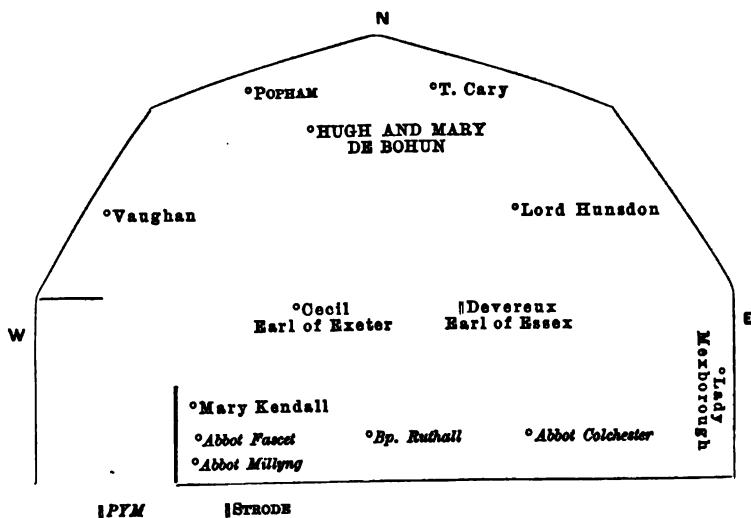 N
°POPHAM
°T. Cary
°HUGH AND MARY
DE BOHUN
°Vaughan
°Lord Hunsdon
W
°Cecil
Earl of Exeter
Devereux
Earl of Essex
E
°Lady
Mexborough
°Mary Kendall
°Abbot Fascet
°Bp. Ruthall
°Abbot Colchester
°Abbot Millyng
PYM
STRODE